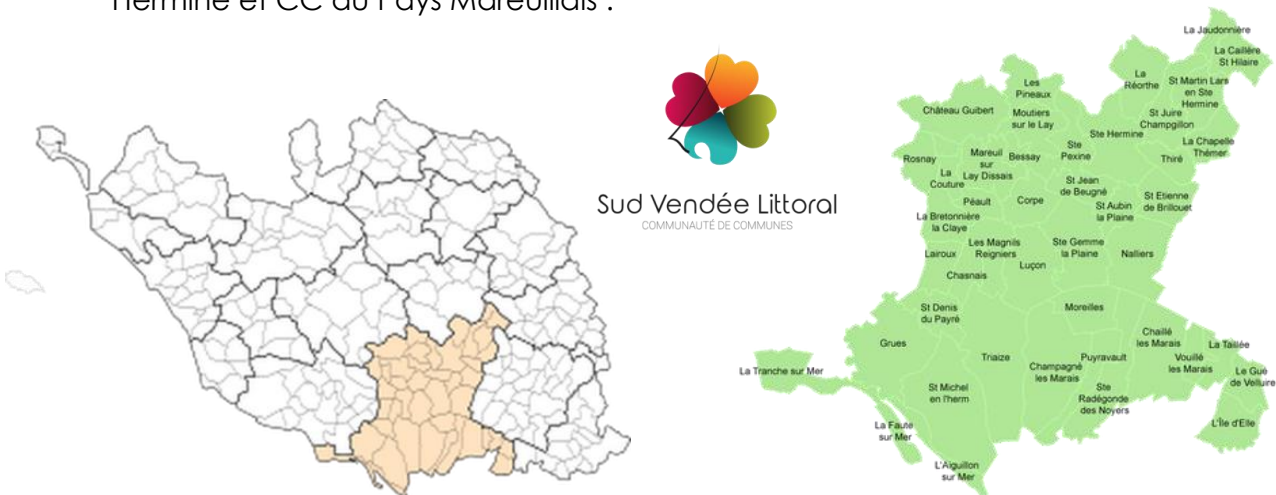 Hermine et CC du Pays Mareuillais :
Sud Vendée Littoral
COMMUNAUTÉ DE COMMUNES
La Jaudonnière
La Caillère
St Hilaire
La
Réorthe
St Martin Lars
en Ste
Hermine
Les
Pineaux
Château Guibert
Moutiers
sur le Lay
St Juire
Champgillon
Ste Hermine
La Chapelle
Thémer
Thiré
Ste
Pexine
Rosnay
Mareuil
sur
Lay Dissais
Bessay
La
Couture
St Jean
de Beugné
St Etienne
de Brillouet
Péault
Corpe
St Aubin
la Plaine
La Bretonnière
la Claye
Les Magnils
Reigniers
Ste Gemme
la Plaine
Nalliers
Lairoux
Luçon
Chasnais
St Denis
du Payré
Moreilles
Grues
Chaillé
les Marais
La Taillée
Triaize
Puyravault
Vouillé
les Marais
Champagné
les Marais
Le Gué
de Velluire
La Tranche sur Mer
St Michel
en l'herm
Ste
Radégonde
des Noyers
La Faute
sur Mer
L'Île d'Elle
L'Aiguillon
sur Mer